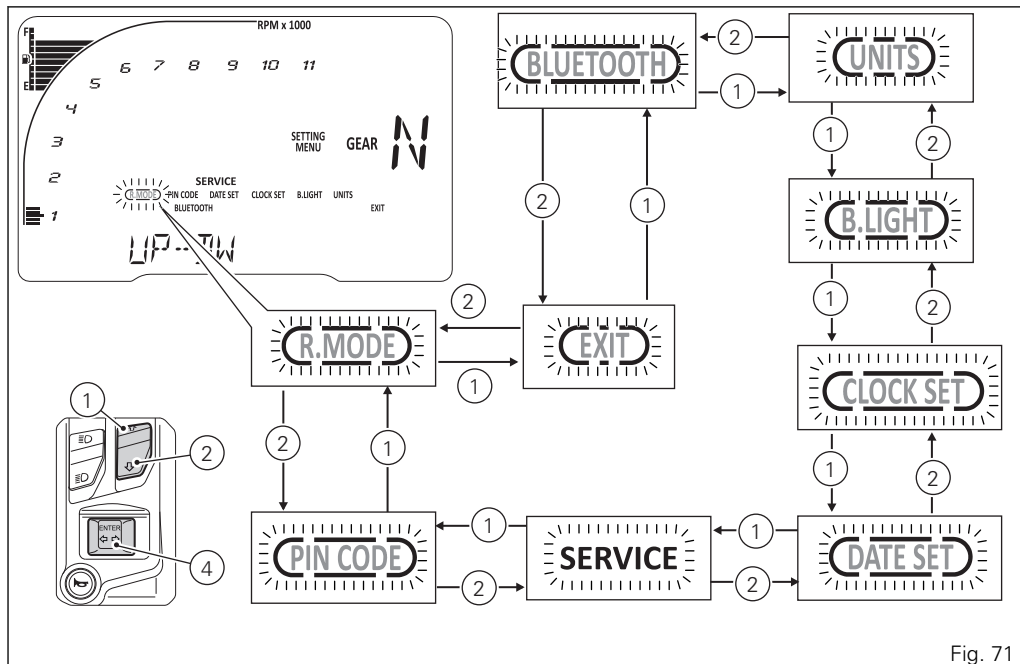 RPM x 1000
F
E
1
2
3
4
5
6
7
8
9
10
11
SETTING
MENU
GEAR
N
SERVICE
R.MODE PIN CODE DATE SET CLOCK SET B.LIGHT UNITS
BLUETOOTH EXIT
UP-DW
BLUETOOTH
2
1
UNITS
1
2
B.LIGHT
1
2
CLOCK SET
1
2
DATE SET
1
2
SERVICE
1
2
PIN CODE
2
1
R.MODE
2
1
EXIT
2
1
1
2
ENTER
4
Fig. 71